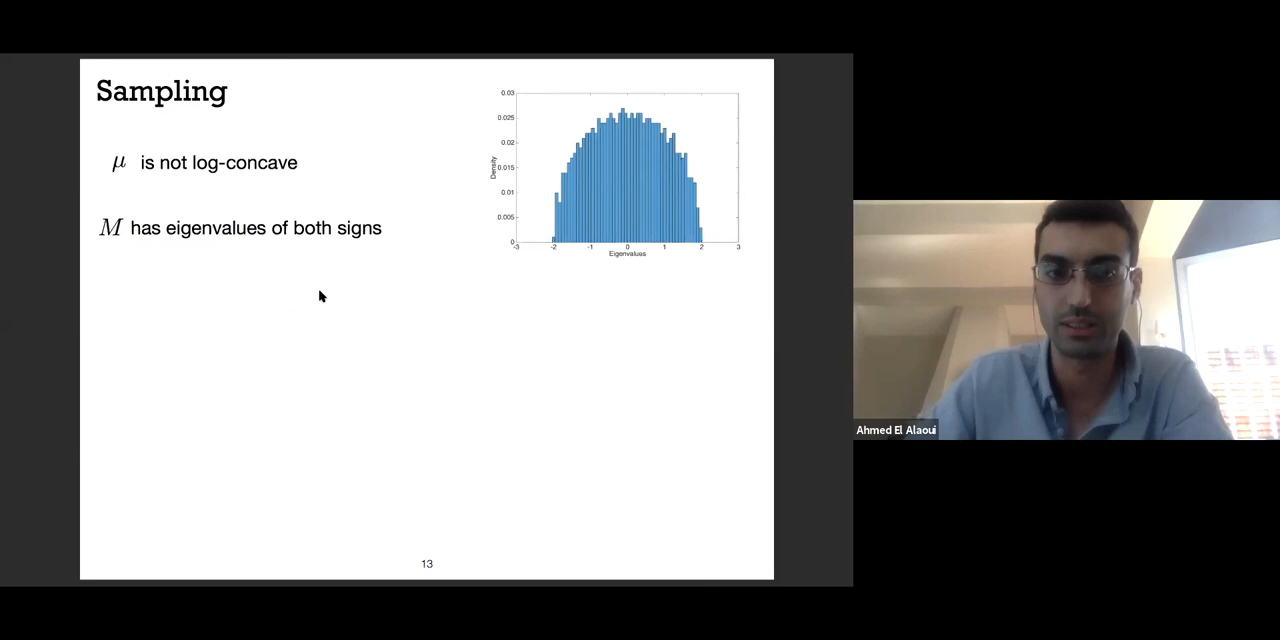 Sampling
μ is not log-concave
M has eigenvalues of both signs
0.03
0.025
0.02
0.015
0.01
0.005
0
Density
-3 -2 -1 0 1 2 3
Eigenvalues
13
Ahmed El Alaoui